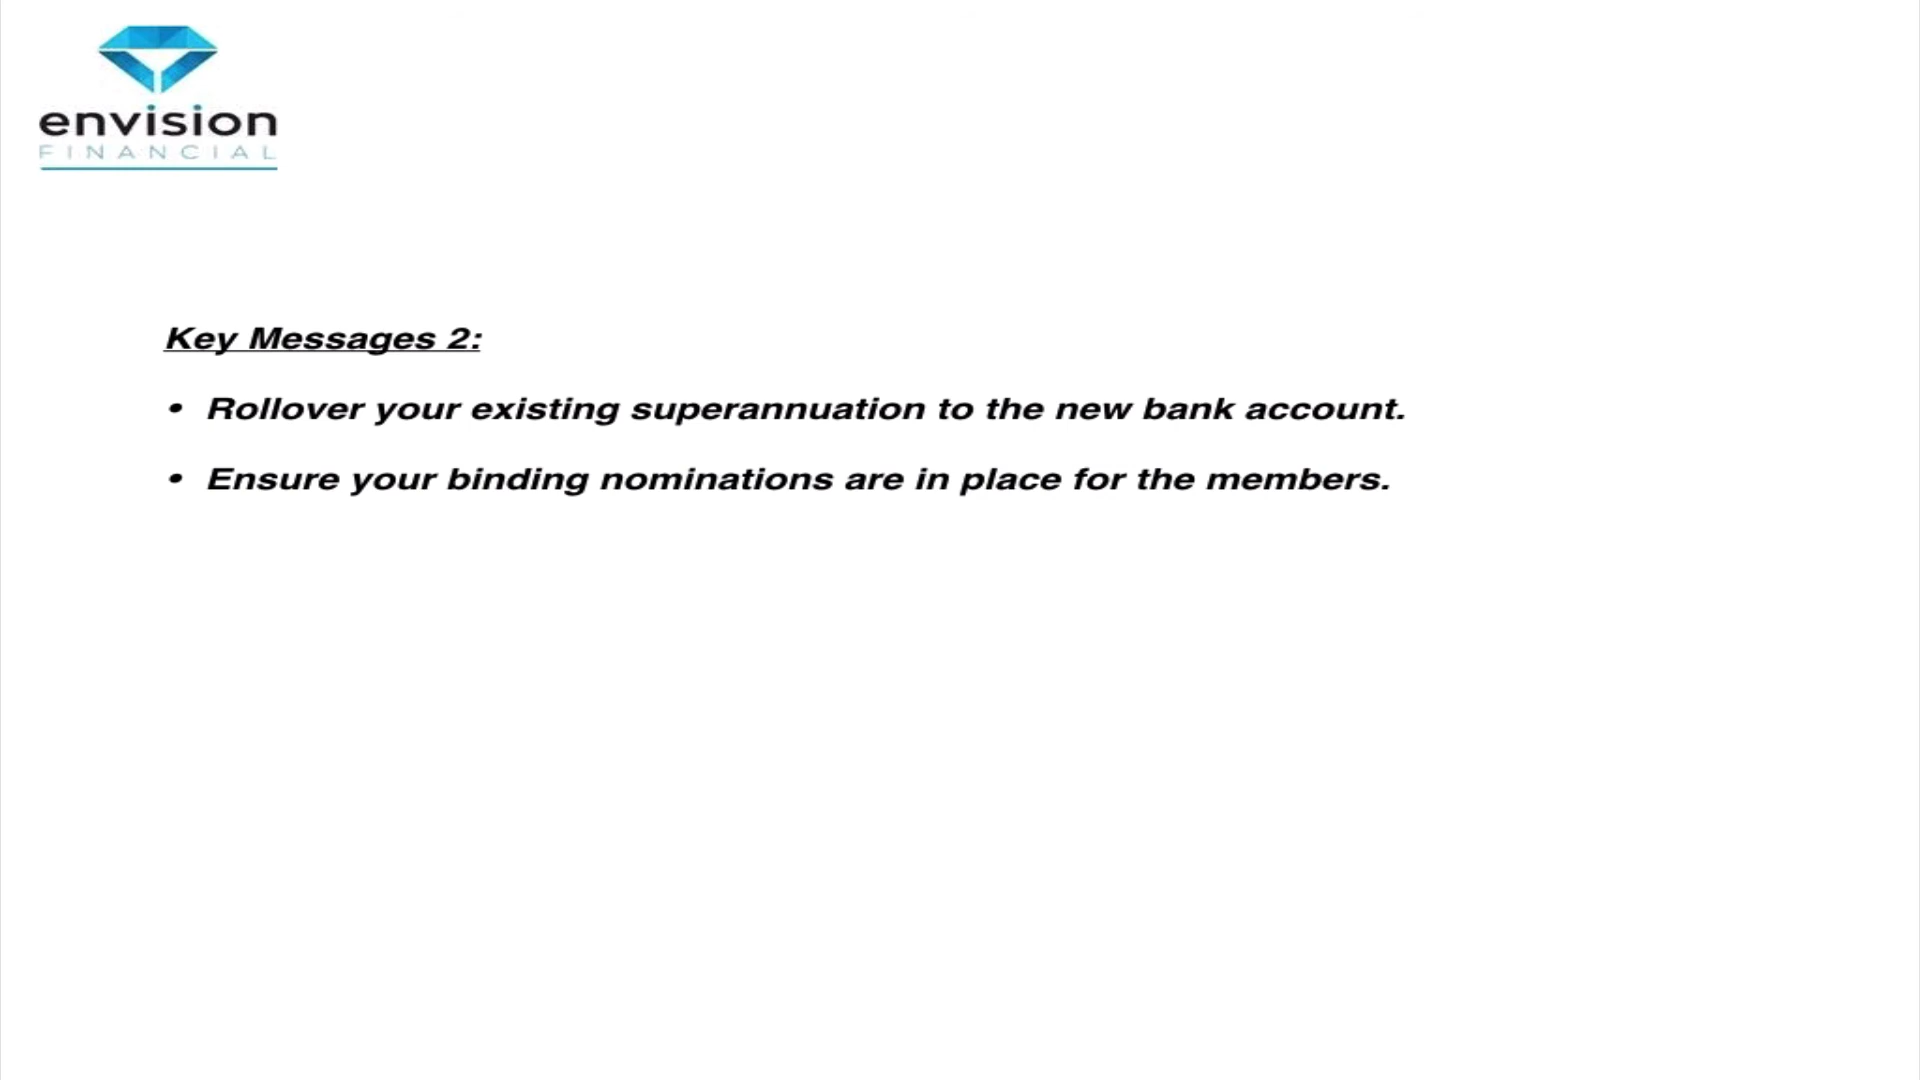 envision
FINANCIAL
Key Messages 2:
• Rollover your existing superannuation to the new bank account.
• Ensure your binding nominations are in place for the members.